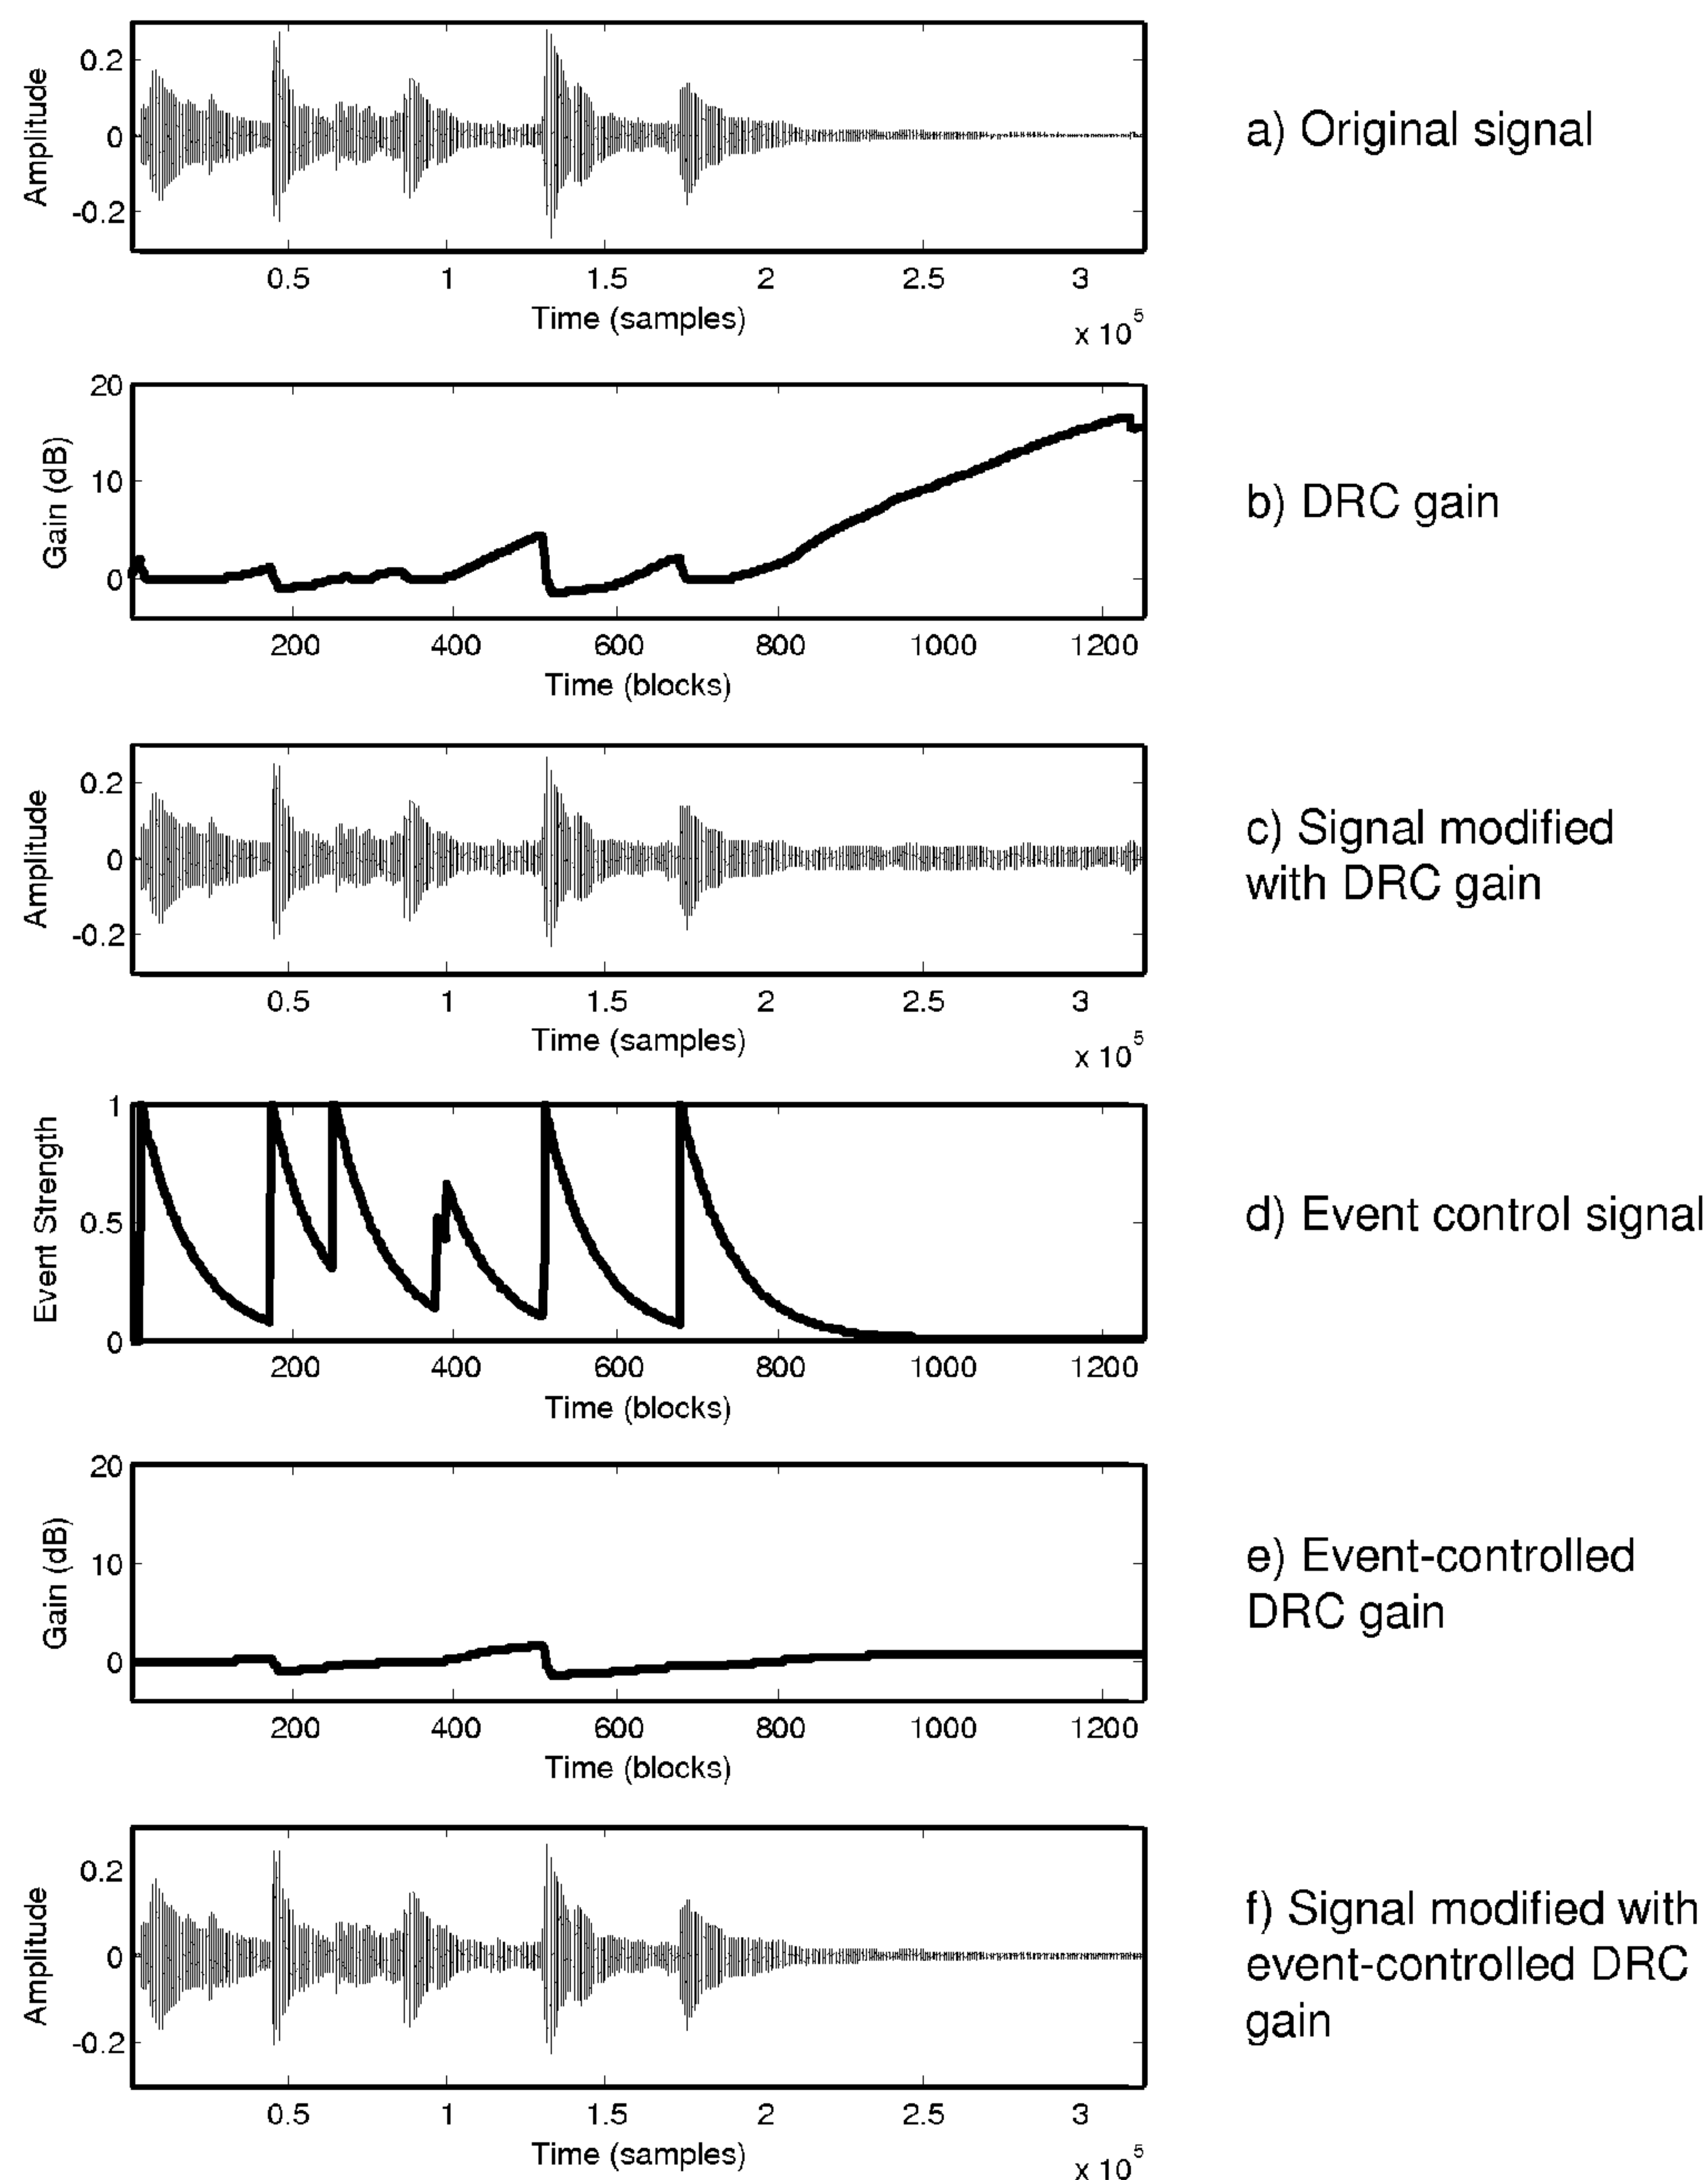 Amplitude
0.2
0
-0.2
0.5 1 1.5 2 2.5 3
Time (samples)
x 10^5
a) Original signal
Gain (dB)
20
10
0
200 400 600 800 1000 1200
Time (blocks)
b) DRC gain
Amplitude
0.2
0
-0.2
0.5 1 1.5 2 2.5 3
Time (samples)
x 10^5
c) Signal modified
with DRC gain
Event Strength
1
0.5
0
200 400 600 800 1000 1200
Time (blocks)
d) Event control signal
Gain (dB)
20
10
0
200 400 600 800 1000 1200
Time (blocks)
e) Event-controlled
DRC gain
Amplitude
0.2
0
-0.2
0.5 1 1.5 2 2.5 3
Time (samples)
x 10^5
f) Signal modified with
event-controlled DRC
gain